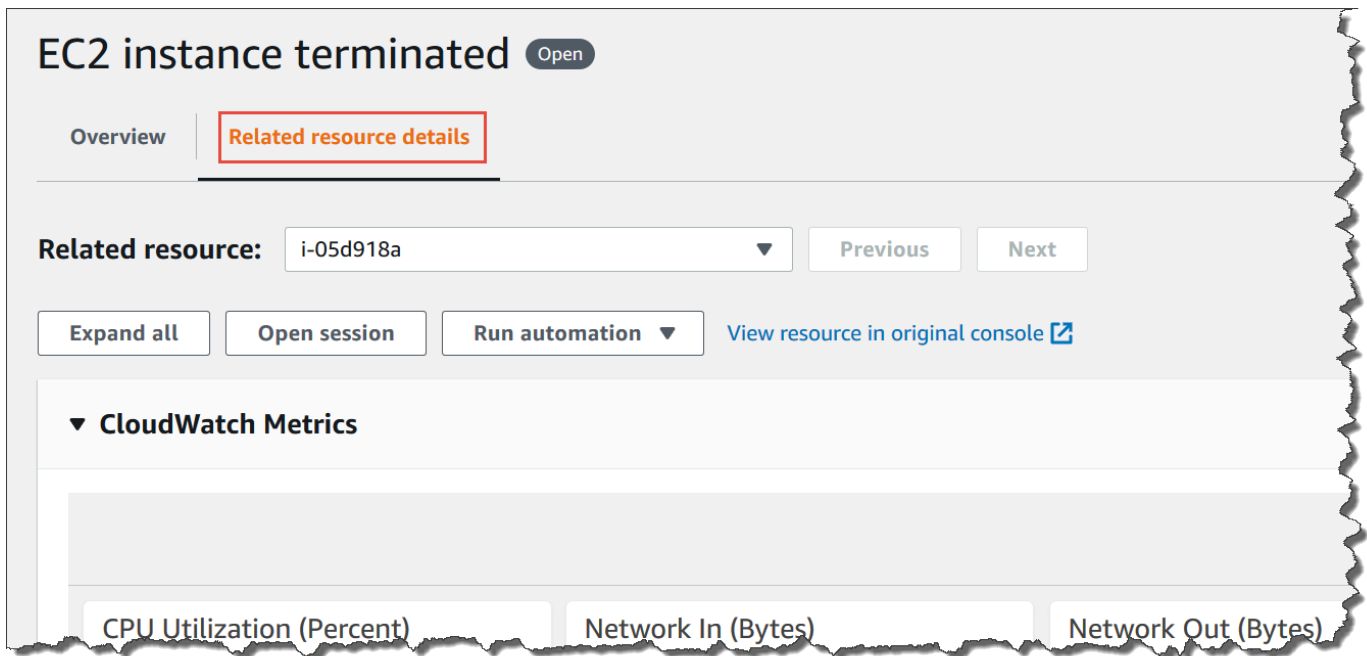 EC2 instance terminated Open
Overview Related resource details
Related resource: i-05d918a Previous Next
Expand all Open session Run automation View resource in original console
CloudWatch Metrics
CPU Utilization (Percent) Network In (Bytes) Network Out (Bytes)